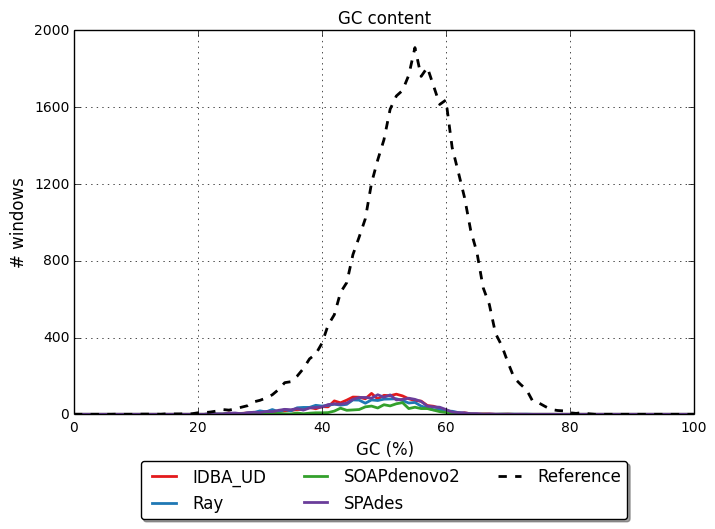 GC content
2000
1600
1200
800
400
0
# windows
0 20 40 60 80 100
GC (%)
IDBA_UD SOAPdenovo2 Reference
Ray SPAdes